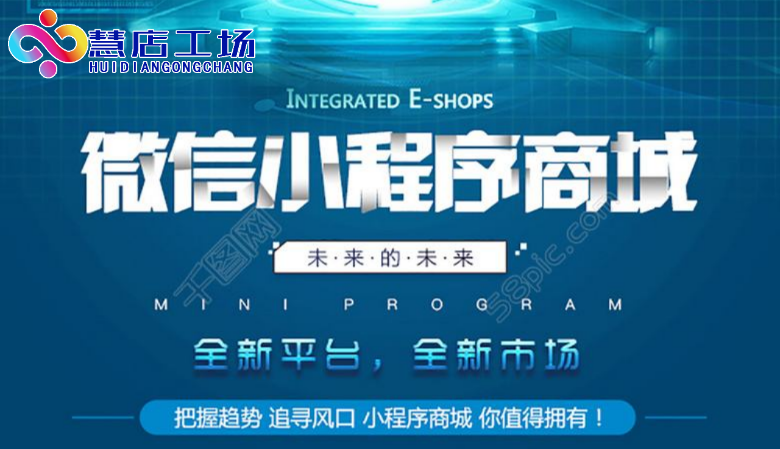 慧店工场
HUIDIANGONGCHANG
INTEGRATED E-SHOPS
微信小程序商城
未·来·的·未·来
千图网
58pic.com
MINI PROGRAM
全新平台，全新市场
把握趋势 追寻风口 小程序商城 你值得拥有！